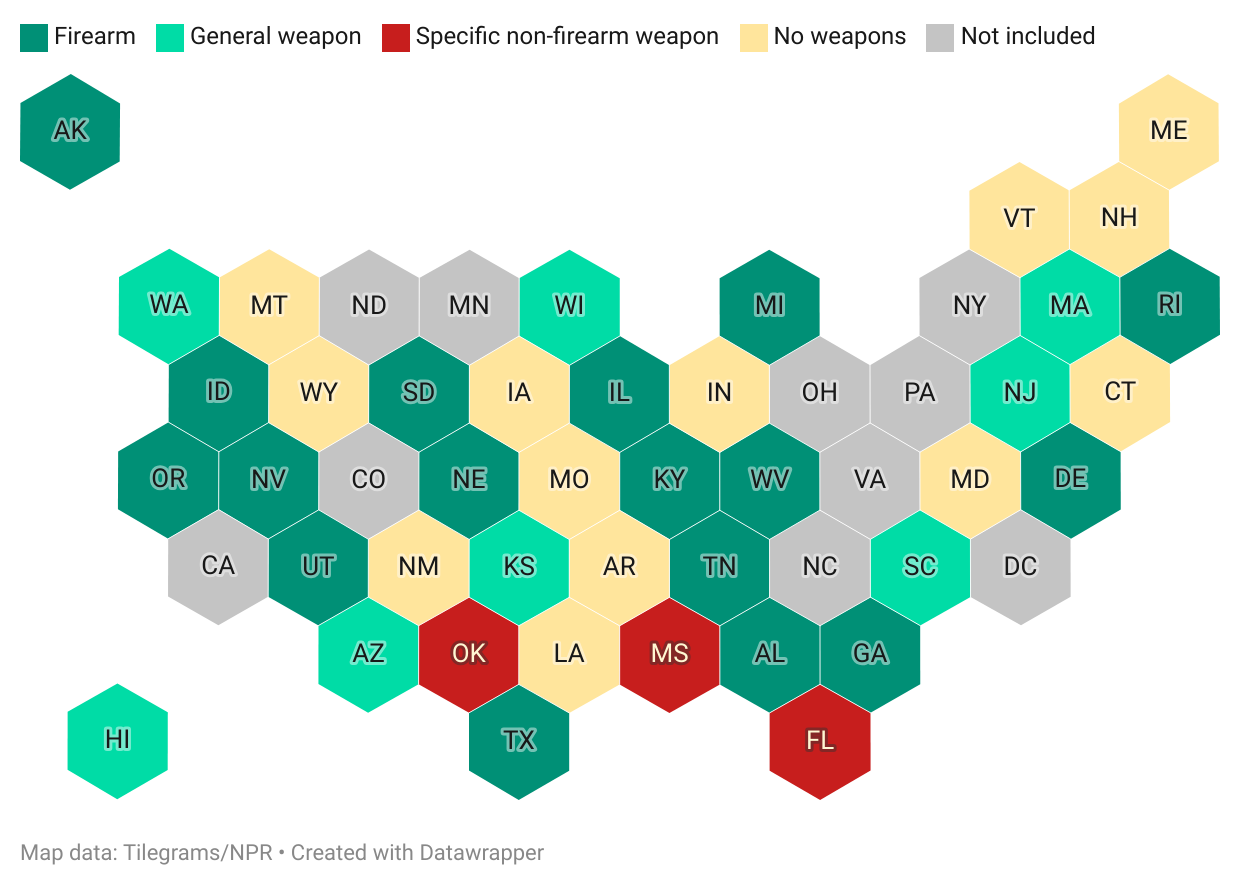 Firearm General weapon Specific non-firearm weapon No weapons Not included
AK ME
VT NH
WA MT ND MN WI MI NY MA RI
ID WY SD IA IL IN OH PA NJ CT
OR NV CO NE MO KY WV VA MD DE
CA UT NM KS AR TN NC SC DC
AZ OK LA MS AL GA
HI TX FL
Map data: Tilegrams/NPR • Created with Datawrapper